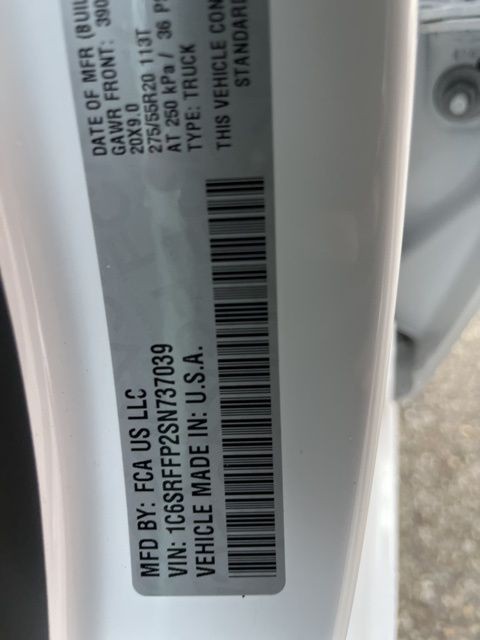 MFD BY: FCA US LLC
DATE OF MFR
GAWR FRONT: 390
20X9.0
275/55R20 113T
AT 250 kPa / 36
TYPE: TRUCK
VIN: 1C6SRFFP2SN737039
VEHICLE MADE IN: U.S.A.
THIS VEHICLE
STANDARD